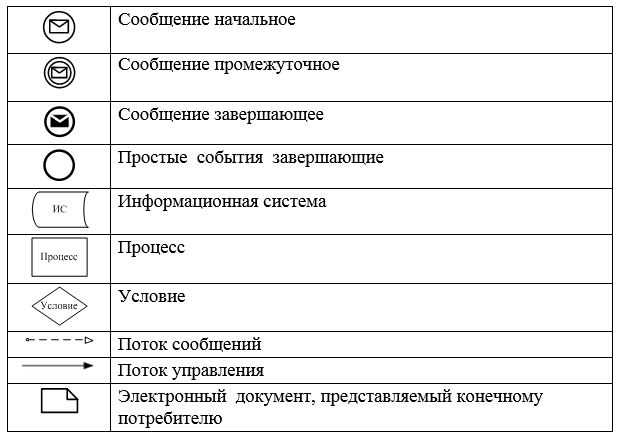 Сообщение начальное
Сообщение промежуточное
Сообщение завершающее
Простые события завершающие
ИС
Информационная система
Процесс
Процесс
Условие
Условие
Поток сообщений
Поток управления
Электронный документ, представляемый конечному
потребителю